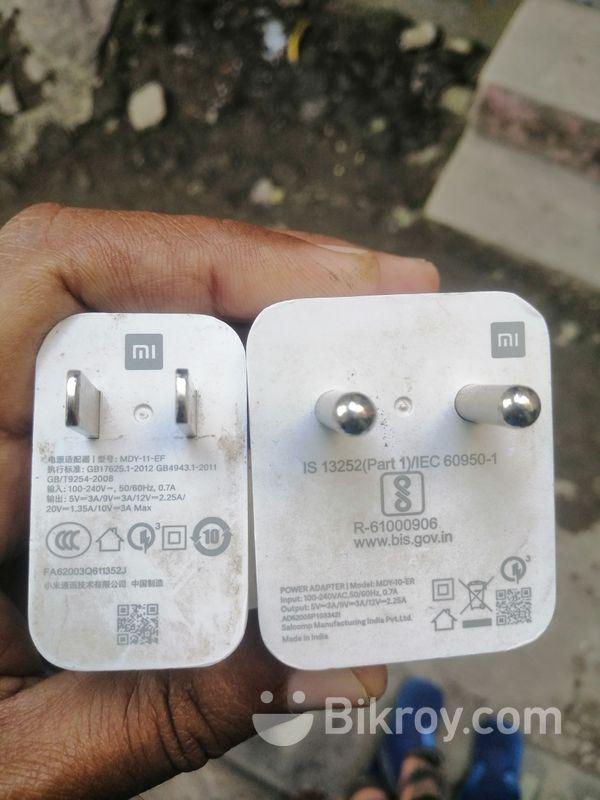 mi
电源适配器 | 型号: MDY-11-EF
执行标准: GB17625.1-2012 GB4943.1-2011
GB/T9254-2008
输入: 100-240V~, 50/60Hz, 0.7A
输出: 5V⎓3A/9V⎓3A/12V⎓2.25A/
20V⎓1.35A/10V⎓3A Max
CCC
3
10
FA62003Q611352J
小米通讯技术有限公司 中国制造
mi
IS 13252(Part 1)/IEC 60950-1
R-61000906
www.bis.gov.in
POWER ADAPTER | Model: MDY-10-ER
Input: 100-240VAC,50/60Hz, 0.7A
Output: 5V⎓3A/9V⎓3A/12V⎓2.25A
Salcomp Manufacturing India Pvt.Ltd.
Made in India
3
Bikroy.com